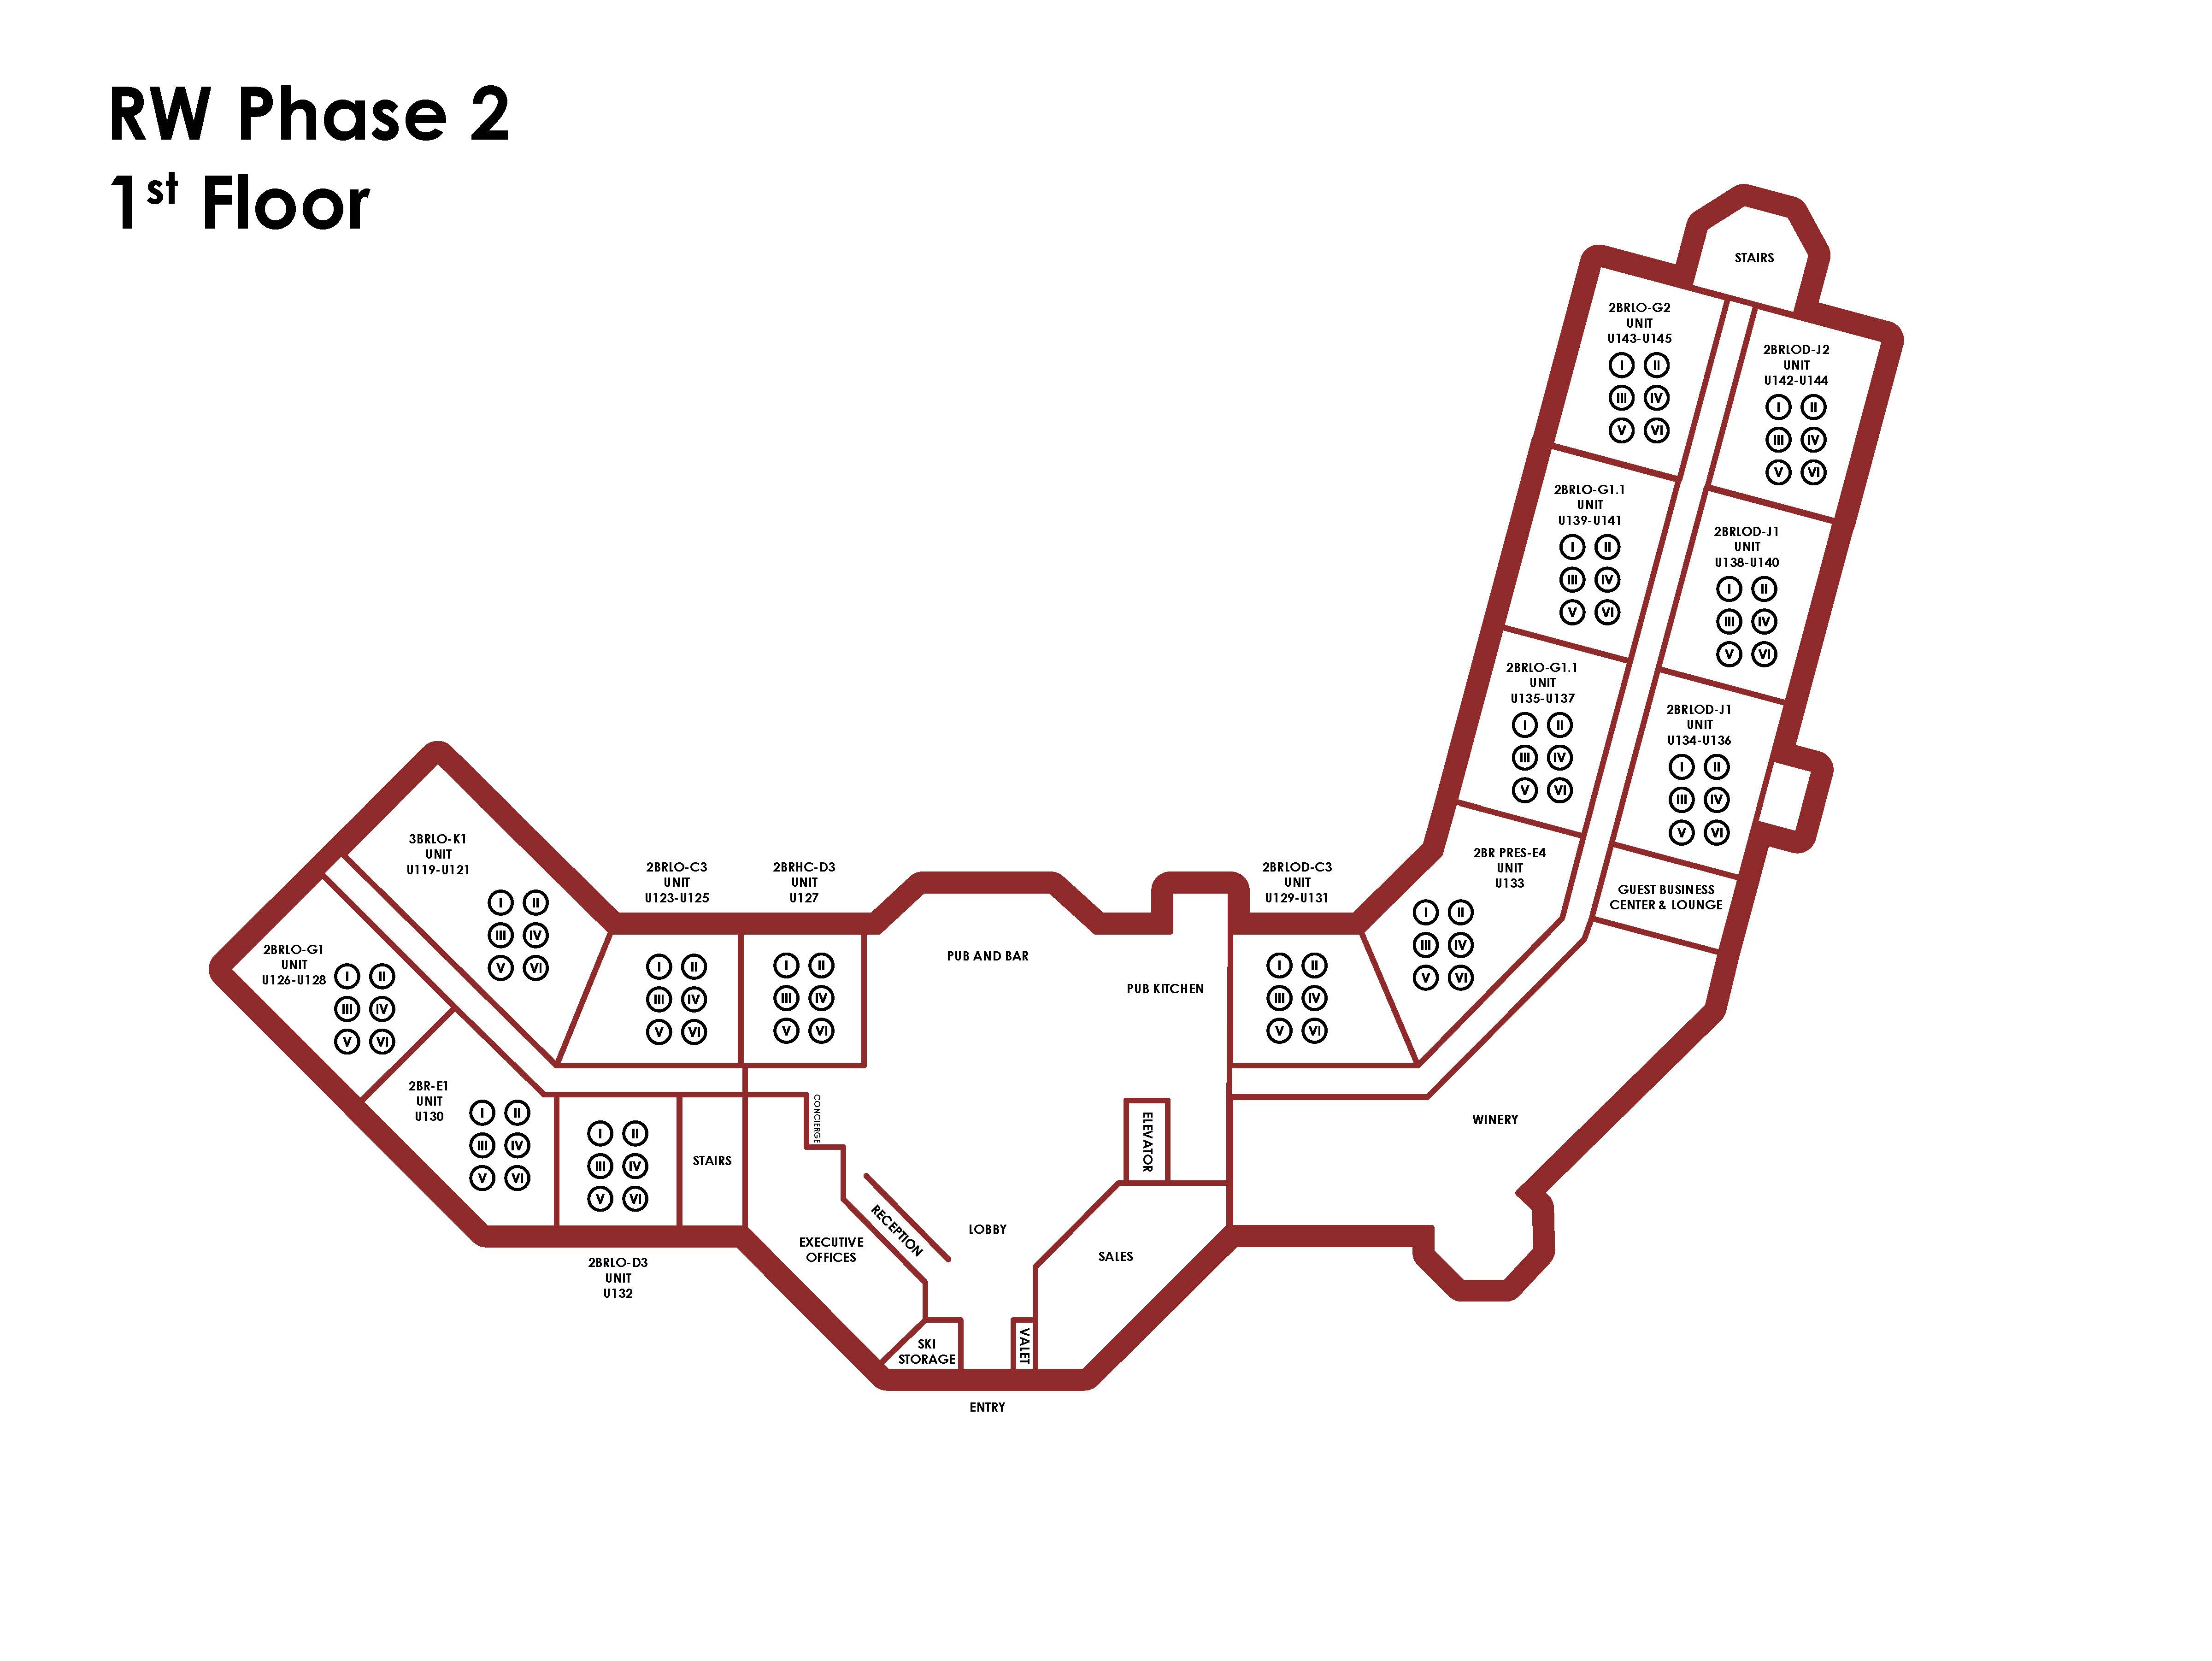 RW Phase 2
1st Floor
STAIRS
2BRLO-G2
UNIT
U143-U145
I II
III IV
V VI
2BRLOD-J2
UNIT
U142-U144
I II
III IV
V VI
2BRLO-G1.1
UNIT
U139-U141
I II
III IV
V VI
2BRLOD-J1
UNIT
U138-U140
I II
III IV
V VI
2BRLO-G1.1
UNIT
U135-U137
I II
III IV
V VI
2BRLOD-J1
UNIT
U134-U136
I II
III IV
V VI
3BRLO-K1
UNIT
U119-U121
I II
III IV
V VI
2BRLO-C3
UNIT
U123-U125
I II
III IV
V VI
2BRHC-D3
UNIT
U127
I II
III IV
V VI
2BRLOD-C3
UNIT
U129-U131
I II
III IV
V VI
2BR PRES-E4
UNIT
U133
I II
III IV
V VI
GUEST BUSINESS
CENTER & LOUNGE
2BRLO-G1
UNIT
U126-U128
I II
III IV
V VI
PUB AND BAR
PUB KITCHEN
2BR-E1
UNIT
U130
I II
III IV
V VI
I II
III IV
V VI
2BRLO-D3
UNIT
U132
STAIRS
CONCIERGE
ELEVATOR
WINERY
RECEPTION
LOBBY
EXECUTIVE
OFFICES
SALES
SKI
STORAGE
VALET
ENTRY